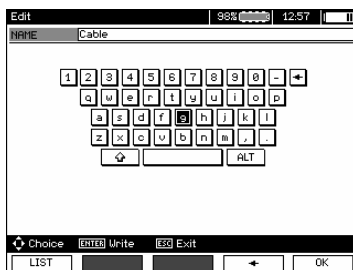 Edit 98% 12:57
NAME Cable
1 2 3 4 5 6 7 8 9 0 -
q w e r t y u i o p
a s d f g h j k l
z x c v b n m , .
ALT
Choice ENTER Write ESC Exit
LIST OK